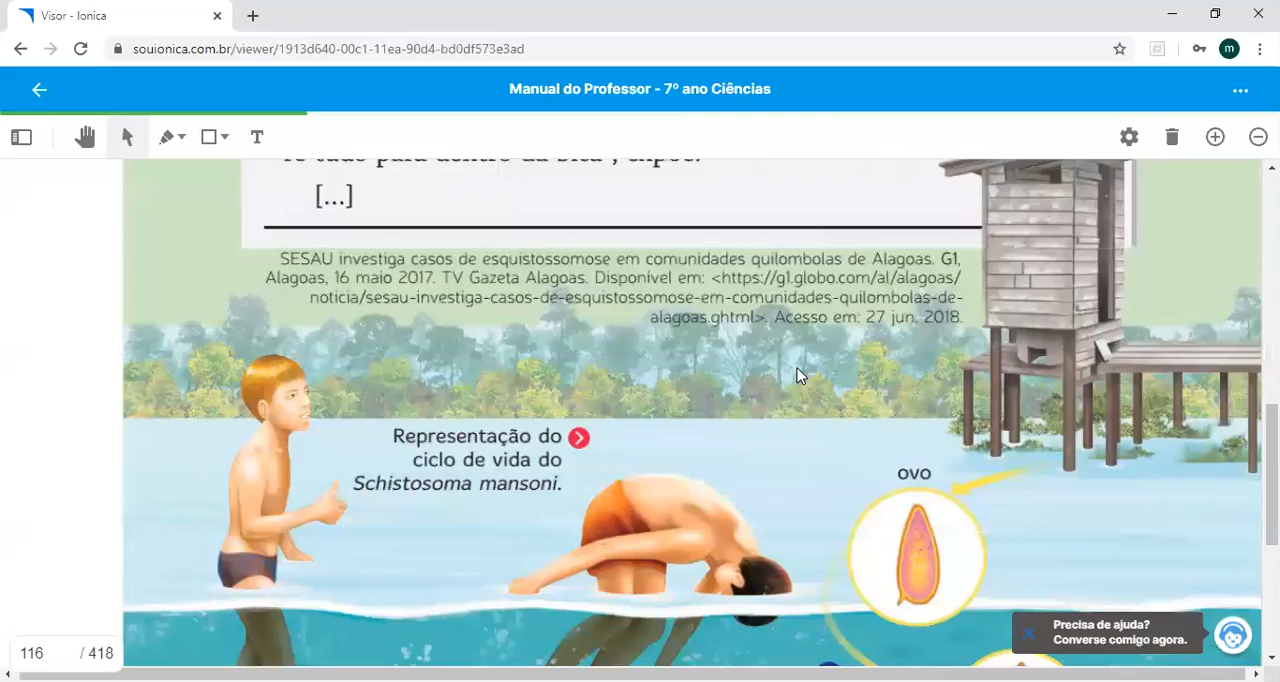 Visor - Ionica
souionica.com.br/viewer/1913d640-00c1-11ea-90d4-bd0df573e3ad
m
Manual do Professor - 7º ano Ciências
T
tudo para dentro da
[...]
SESAU investiga casos de esquistossomose em comunidades quilombolas de Alagoas. G1,
Alagoas, 16 maio 2017. TV Gazeta Alagoas. Disponível em: <https://g1.globo.com/al/alagoas/
noticia/sesau-investiga-casos-de-esquistossomose-em-comunidades-quilombolas-de-
alagoas.ghtml>. Acesso em: 27 jun. 2018.
Representação do
ciclo de vida do
Schistosoma mansoni.
ovo
Precisa de ajuda?
Converse comigo agora.
116 / 418